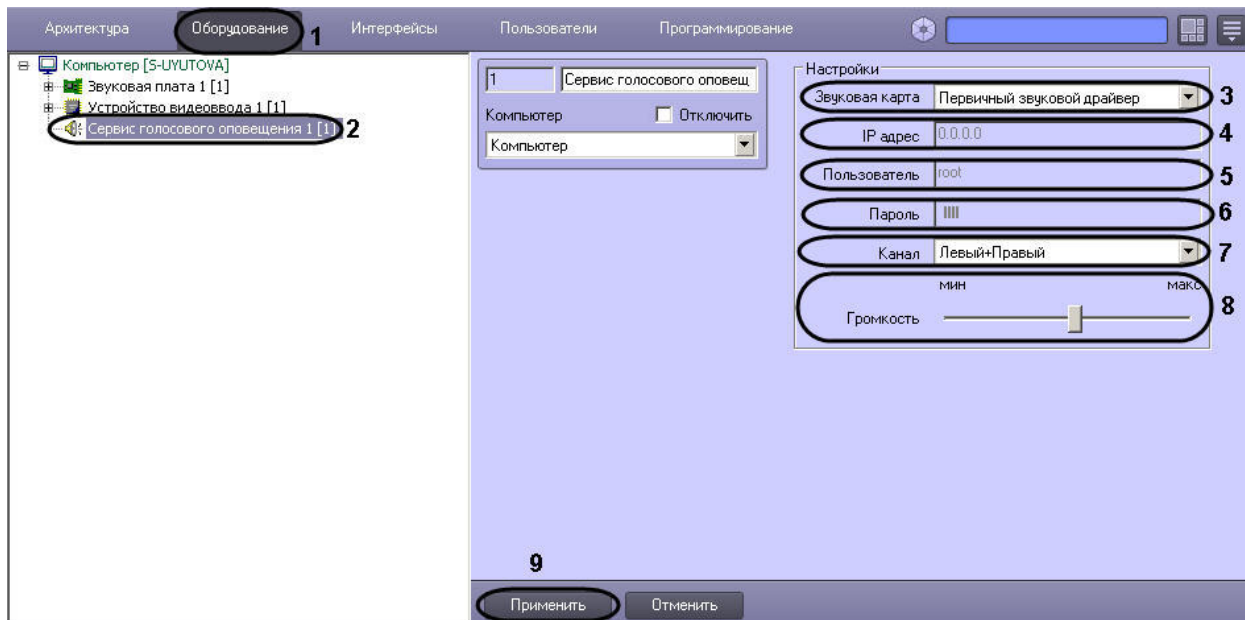 Архитектура Оборудование 1 Интерфейсы Пользователи Программирование
Компьютер [S-UYUTOVA]
Звуковая плата 1 [1]
Устройство видеоввода 1 [1]
Сервис голосового оповещения 1 [1] 2
1 Сервис голосового оповещ
Компьютер Отключить
Компьютер
Настройки
Звуковая карта Первичный звуковой драйвер 3
IP адрес 0.0.0.0 4
Пользователь root 5
Пароль 6
Канал Левый+Правый 7
мин макс
Громкость 8
9
Применить Отменить